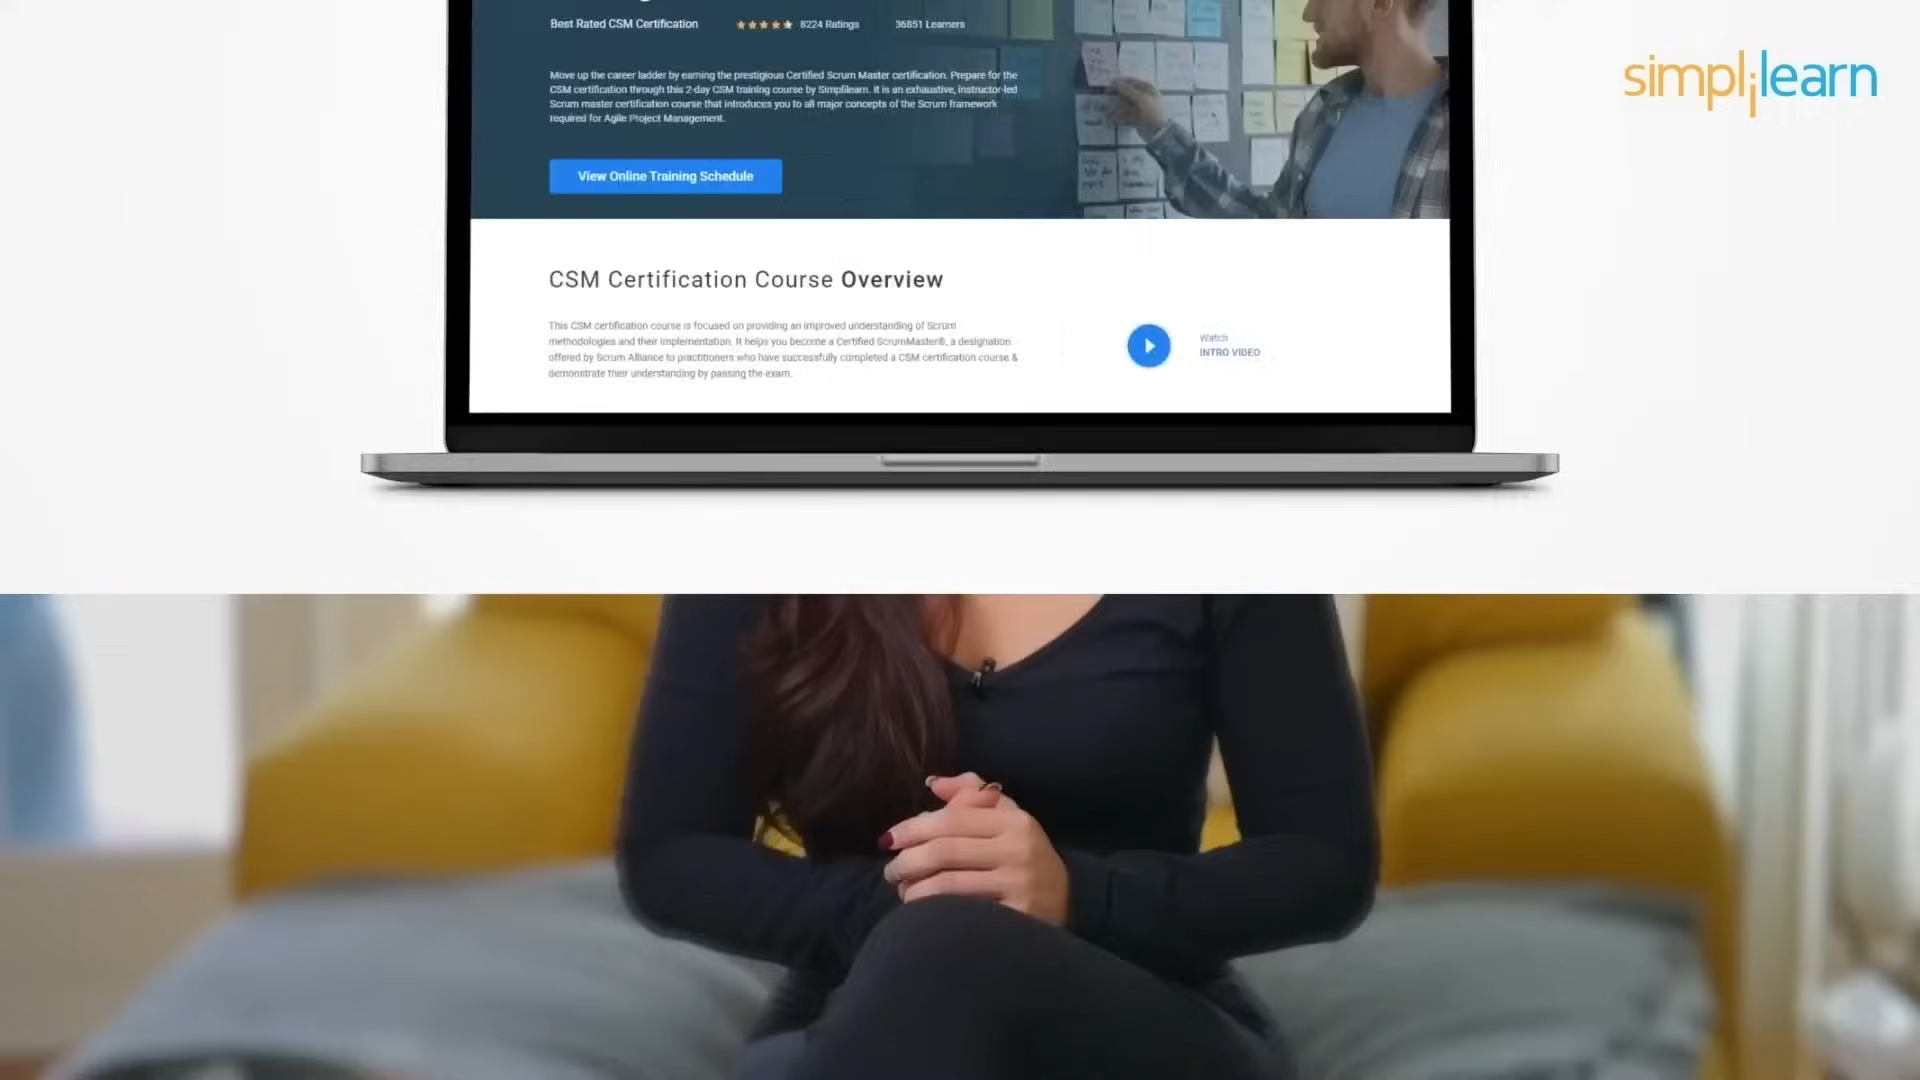 Best Rated CSM Certification 8224 Ratings 36851 Learners
simplilearn
Move up the career ladder by earning the prestigious Certified Scrum Master certification. Prepare for the
CSM certification through this 2-day CSM training course by Simplilearn. It is an exhaustive, instructor-led
Scrum master certification course that introduces you to all major concepts of the Scrum framework
required for Agile Project Management.
View Online Training Schedule
CSM Certification Course Overview
This CSM certification course is focused on providing an improved understanding of Scrum
methodologies and their implementation. It helps you become a Certified ScrumMaster®, a designation
offered by Scrum Alliance to practitioners who have successfully completed a CSM certification course &
demonstrate their understanding by passing the exam.
Watch
INTRO VIDEO